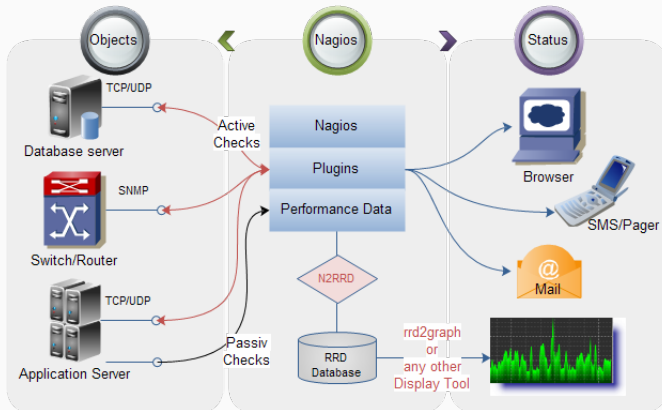 Objects
Nagios
Status
TCP/UDP
Database server
SNMP
Switch/Router
TCP/UDP
Application Server
Active
Checks
Passiv
Checks
Nagios
Plugins
Performance Data
N2RRD
RRD
Database
rrd2graph
or
any other
Display Tool
Browser
SMS/Pager
@
Mail